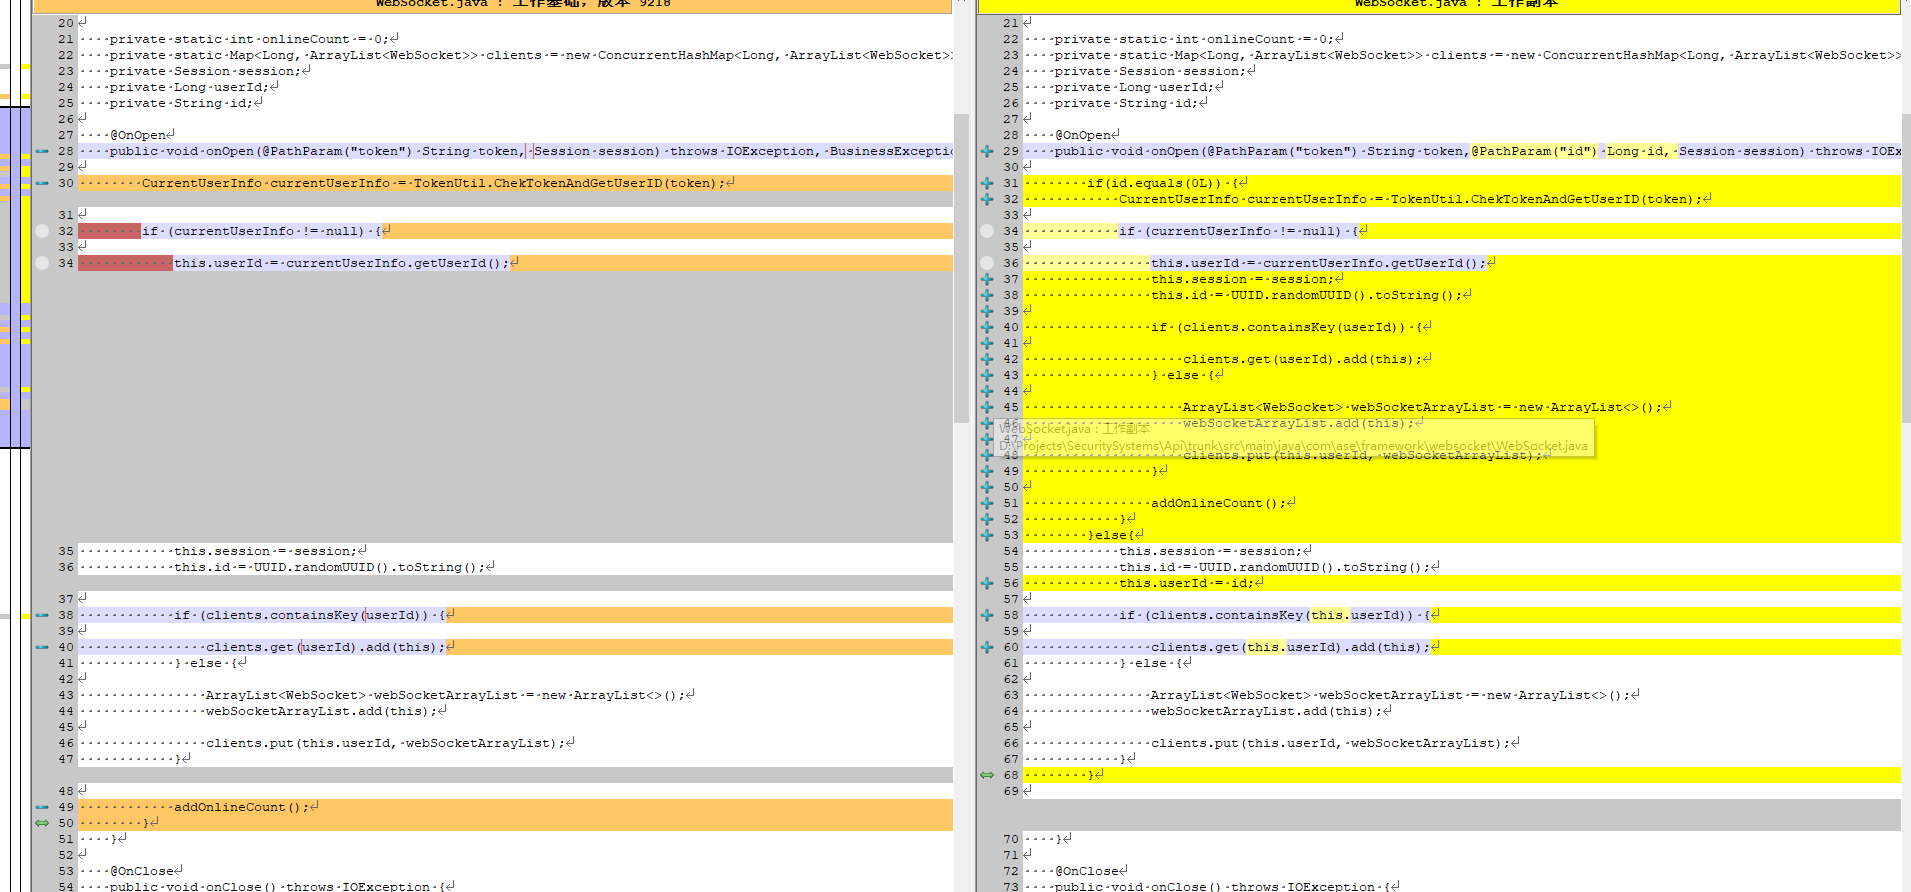 WebSocket.java : 工作基础, 版本 9218
20
21 private static int onlineCount = 0;
22 private static Map<Long, ArrayList<WebSocket>> clients = new ConcurrentHashMap<Long, ArrayList<WebSocket>
23 private Session session;
24 private Long userId;
25 private String id;
26
27 @OnOpen
28 public void onOpen(@PathParam("token") String token, Session session) throws IOException, BusinessExcepti
29
30 CurrentUserInfo currentUserInfo = TokenUtil.ChekTokenAndGetUserID(token);
31
32 if (currentUserInfo != null) {
33
34 this.userId = currentUserInfo.getUserId();
35 this.session = session;
36 this.id = UUID.randomUUID().toString();
37
38 if (clients.containsKey(userId)) {
39
40 clients.get(userId).add(this);
41 } else {
42
43 ArrayList<WebSocket> webSocketArrayList = new ArrayList<>();
44 webSocketArrayList.add(this);
45
46 clients.put(this.userId, webSocketArrayList);
47 }
48
49 addOnlineCount();
50 }
51 }
52
53 @OnClose
54 public void onClose() throws IOException {
WebSocket.java : 工作副本
21
22 private static int onlineCount = 0;
23 private static Map<Long, ArrayList<WebSocket>> clients = new ConcurrentHashMap<Long, ArrayList<WebSocket>>
24 private Session session;
25 private Long userId;
26 private String id;
27
28 @OnOpen
29 public void onOpen(@PathParam("token") String token,@PathParam("id") Long id, Session session) throws IOEx
30
31 if(id.equals(0L)) {
32 CurrentUserInfo currentUserInfo = TokenUtil.ChekTokenAndGetUserID(token);
33
34 if (currentUserInfo != null) {
35
36 this.userId = currentUserInfo.getUserId();
37 this.session = session;
38 this.id = UUID.randomUUID().toString();
39
40 if (clients.containsKey(userId)) {
41
42 clients.get(userId).add(this);
43 } else {
44
45 ArrayList<WebSocket> webSocketArrayList = new ArrayList<>();
46 webSocketArrayList.add(this);
WebSocket.java : 工作副本
47
D:\Projects\SecuritySystems\Api\trunk\src\main\java\com\ase\framework\websocket\WebSocket.java
48 clients.put(this.userId, webSocketArrayList);
49 }
50
51 addOnlineCount();
52 }
53 }else{
54 this.session = session;
55 this.id = UUID.randomUUID().toString();
56 this.userId = id;
57
58 if (clients.containsKey(this.userId)) {
59
60 clients.get(this.userId).add(this);
61 } else {
62
63 ArrayList<WebSocket> webSocketArrayList = new ArrayList<>();
64 webSocketArrayList.add(this);
65
66 clients.put(this.userId, webSocketArrayList);
67 }
68 }
69
70 }
71
72 @OnClose
73 public void onClose() throws IOException {